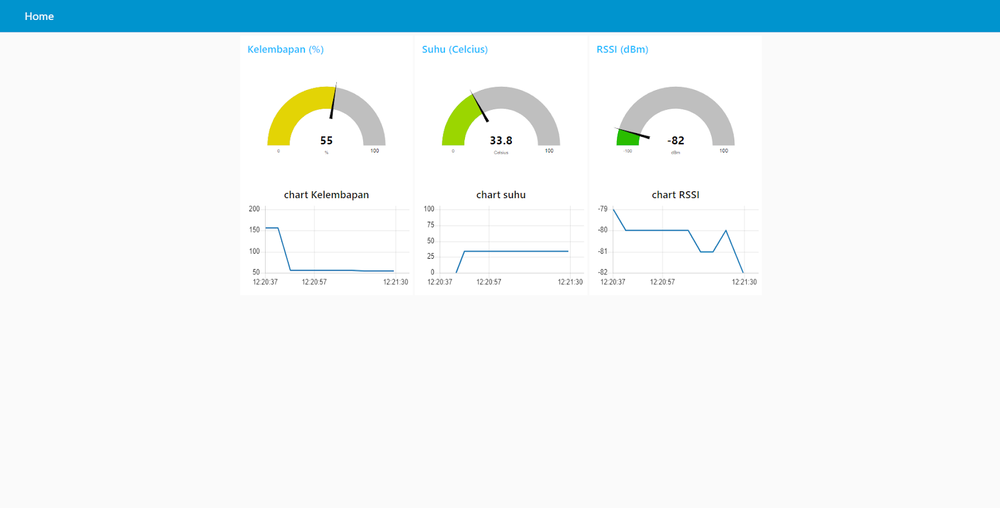 Home
Kelembapan (%)
55
%
0
100
chart Kelembapan
200
150
100
50
12:20:37 12:20:57 12:21:30
Suhu (Celcius)
33.8
Celsius
0
100
chart suhu
100
75
50
25
0
12:20:37 12:20:57 12:21:30
RSSI (dBm)
-82
dBm
-100
100
chart RSSI
-79
-80
-81
-82
12:20:37 12:20:57 12:21:30